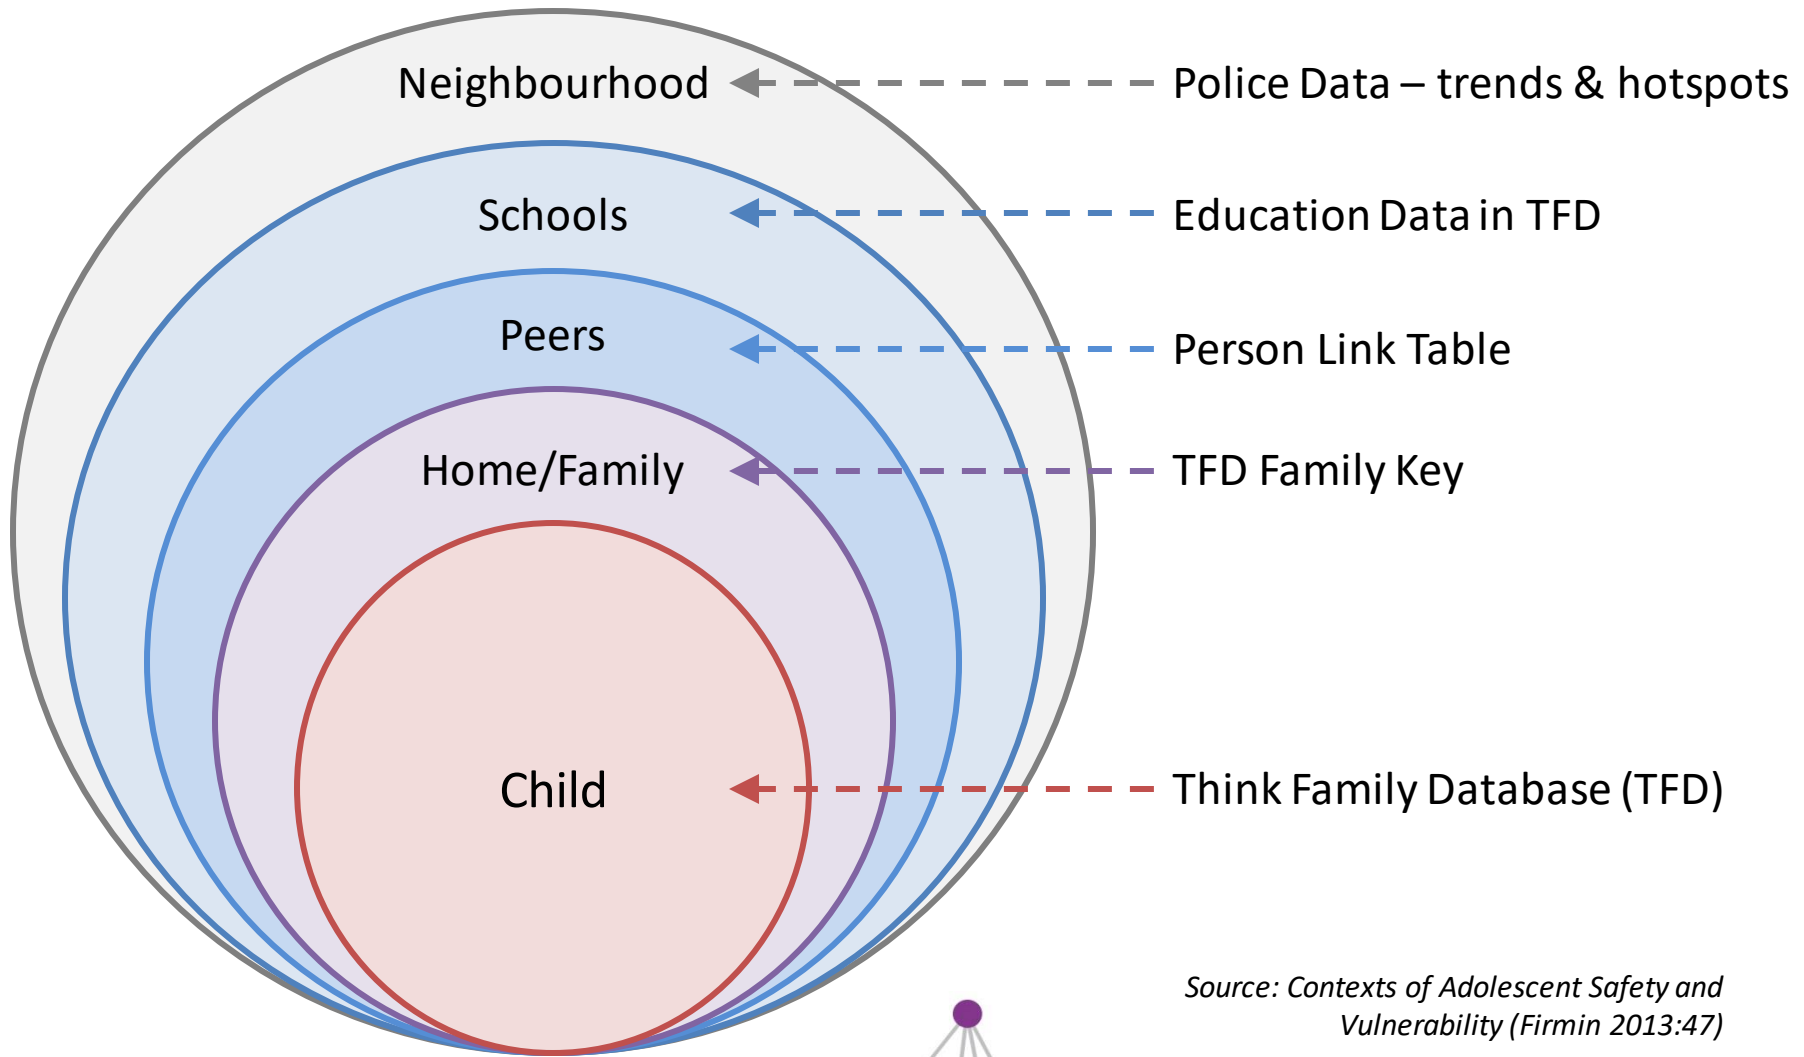 Neighbourhood
Police Data – trends & hotspots
Schools
Education Data in TFD
Peers
Person Link Table
Home/Family
TFD Family Key
Child
Think Family Database (TFD)
Source: Contexts of Adolescent Safety and
Vulnerability (Firmin 2013:47)